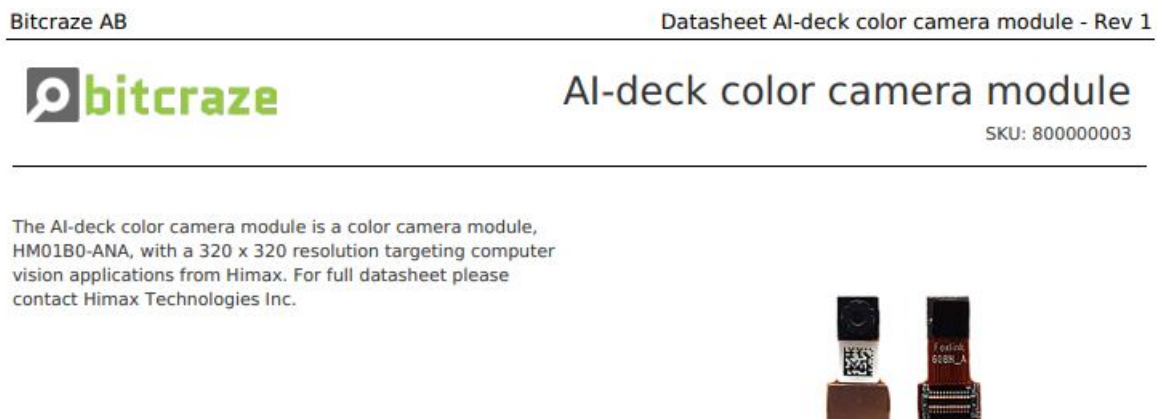 Bitcraze AB
Datasheet AI-deck color camera module - Rev 1
bitcraze
AI-deck color camera module
SKU: 800000003
The AI-deck color camera module is a color camera module,
HM01B0-ANA, with a 320 x 320 resolution targeting computer
vision applications from Himax. For full datasheet please
contact Himax Technologies Inc.
Foxlink
608H_A